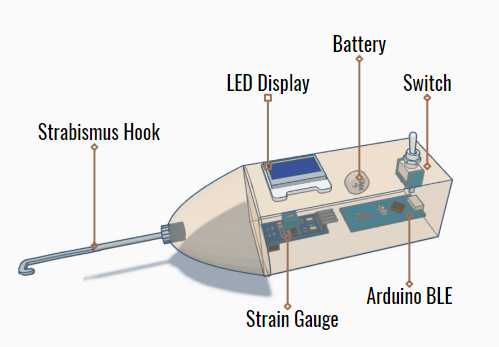 Battery
LED Display
Switch
Strabismus Hook
Arduino BLE
Strain Gauge